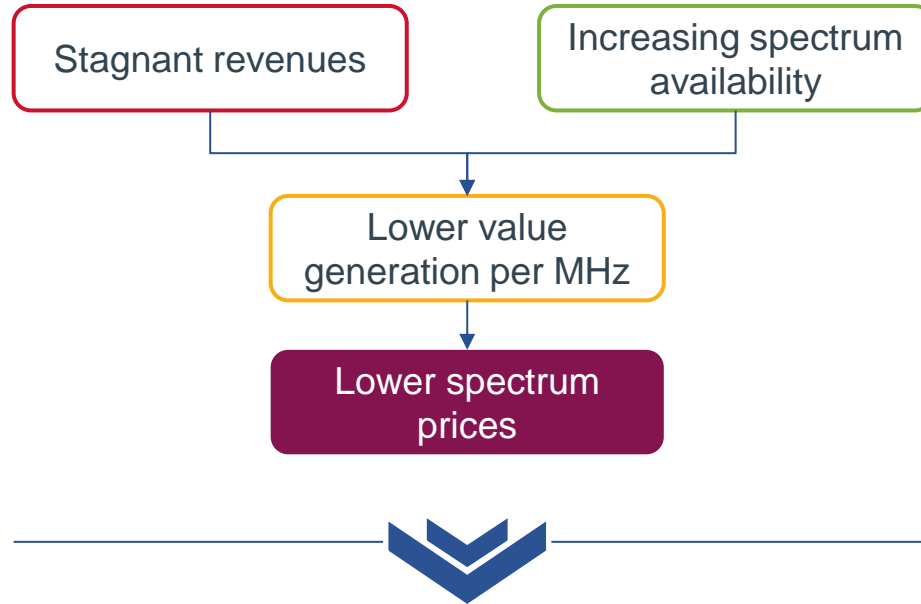 Stagnant revenues
Increasing spectrum
availability
Lower value
generation per MHz
Lower spectrum
prices